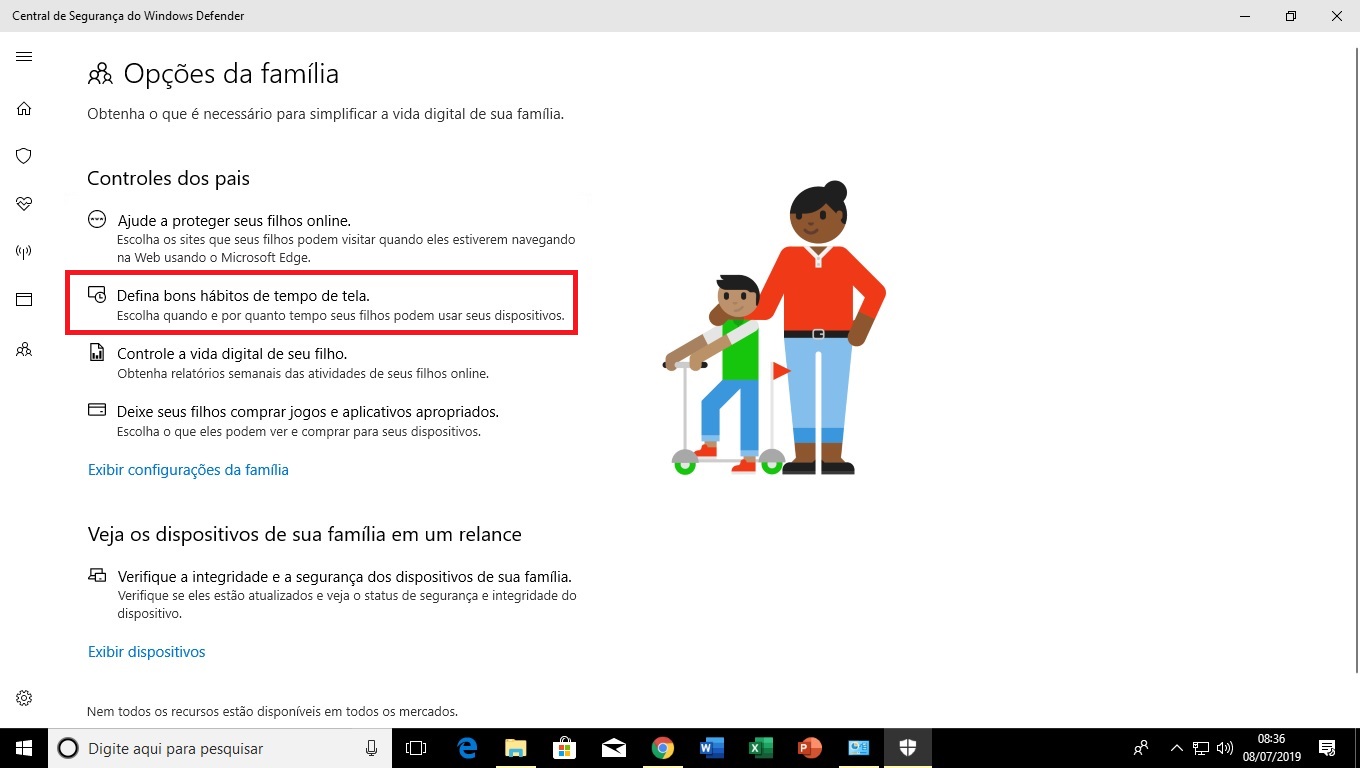 Central de Segurança do Windows Defender
Opções da família
Obtenha o que é necessário para simplificar a vida digital de sua família.
Controles dos pais
Ajude a proteger seus filhos online.
Escolha os sites que seus filhos podem visitar quando eles estiverem navegando
na Web usando o Microsoft Edge.
Defina bons hábitos de tempo de tela.
Escolha quando e por quanto tempo seus filhos podem usar seus dispositivos.
Controle a vida digital de seu filho.
Obtenha relatórios semanais das atividades de seus filhos online.
Deixe seus filhos comprar jogos e aplicativos apropriados.
Escolha o que eles podem ver e comprar para seus dispositivos.
Exibir configurações da família
Veja os dispositivos de sua família em um relance
Verifique a integridade e a segurança dos dispositivos de sua família.
Verifique se eles estão atualizados e veja o status de segurança e integridade do
dispositivo.
Exibir dispositivos
Nem todos os recursos estão disponíveis em todos os mercados.
Digite aqui para pesquisar
08:36
08/07/2019